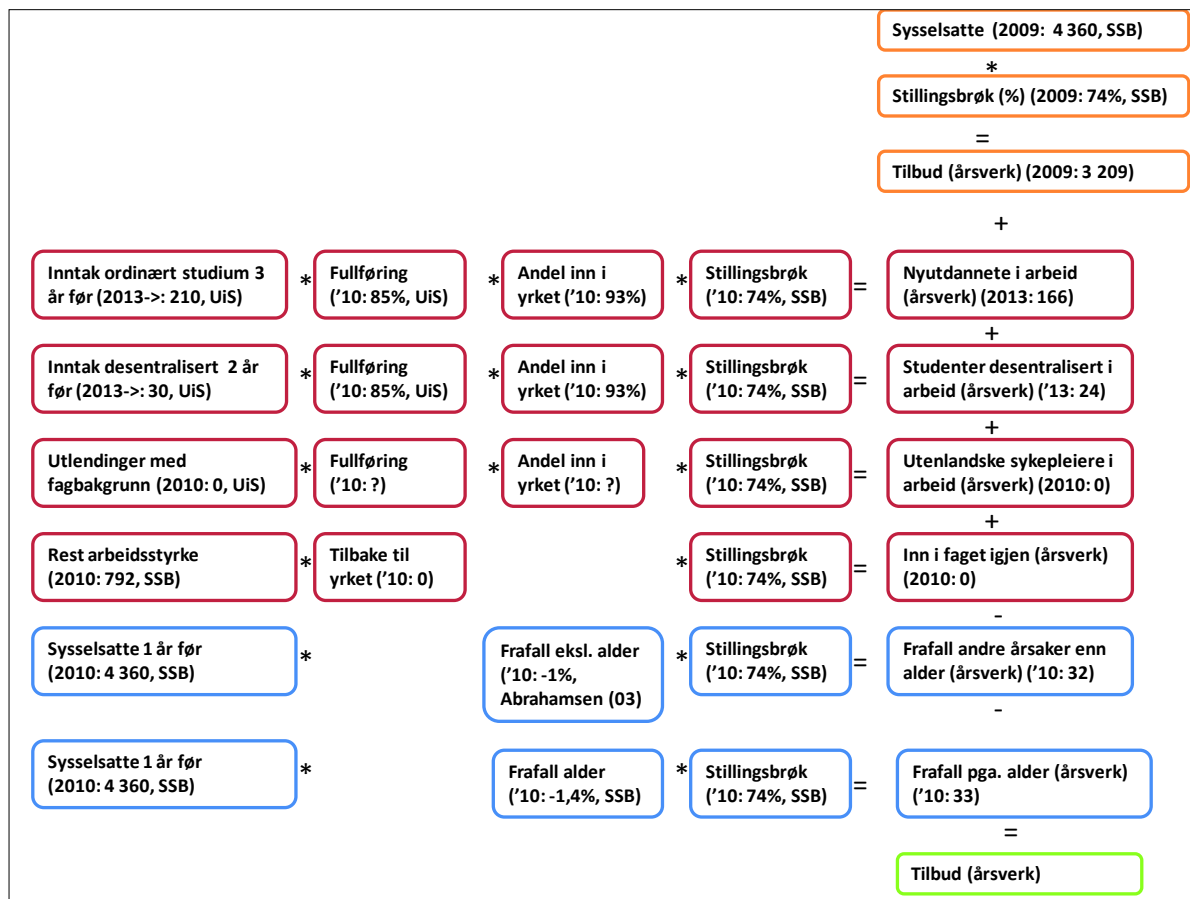 Sysselsatte (2009: 4 360, SSB)
*
Stillingsbrøk (%) (2009: 74%, SSB)
=
Tilbud (årsverk) (2009: 3 209)
+
Inntak ordinært studium 3
år før (2013->: 210, UiS)
*
Fullføring
('10: 85%, UiS)
*
Andel inn i
yrket ('10: 93%)
*
Stillingsbrøk
('10: 74%, SSB)
=
Nyutdannete i arbeid
(årsverk) (2013: 166)
+
Inntak desentralisert 2 år
før (2013->: 30, UiS)
*
Fullføring
('10: 85%, UiS)
*
Andel inn i
yrket ('10: 93%)
*
Stillingsbrøk
('10: 74%, SSB)
=
Studenter desentralisert i
arbeid (årsverk) ('13: 24)
+
Utlendinger med
fagbakgrunn (2010: 0, UiS)
*
Fullføring
('10: ?)
*
Andel inn i
yrket ('10: ?)
*
Stillingsbrøk
('10: 74%, SSB)
=
Utenlandske sykepleiere i
arbeid (årsverk) (2010: 0)
+
Rest arbeidsstyrke
(2010: 792, SSB)
*
Tilbake til
yrket ('10: 0)
*
Stillingsbrøk
('10: 74%, SSB)
=
Inn i faget igjen (årsverk)
(2010: 0)
-
Sysselsatte 1 år før
(2010: 4 360, SSB)
*
Frafall eksl. alder
('10: -1%,
Abrahamsen (03)
*
Stillingsbrøk
('10: 74%, SSB)
=
Frafall andre årsaker enn
alder (årsverk) ('10: 32)
-
Sysselsatte 1 år før
(2010: 4 360, SSB)
*
Frafall alder
('10: -1,4%, SSB)
*
Stillingsbrøk
('10: 74%, SSB)
=
Frafall pga. alder (årsverk)
('10: 33)
=
Tilbud (årsverk)